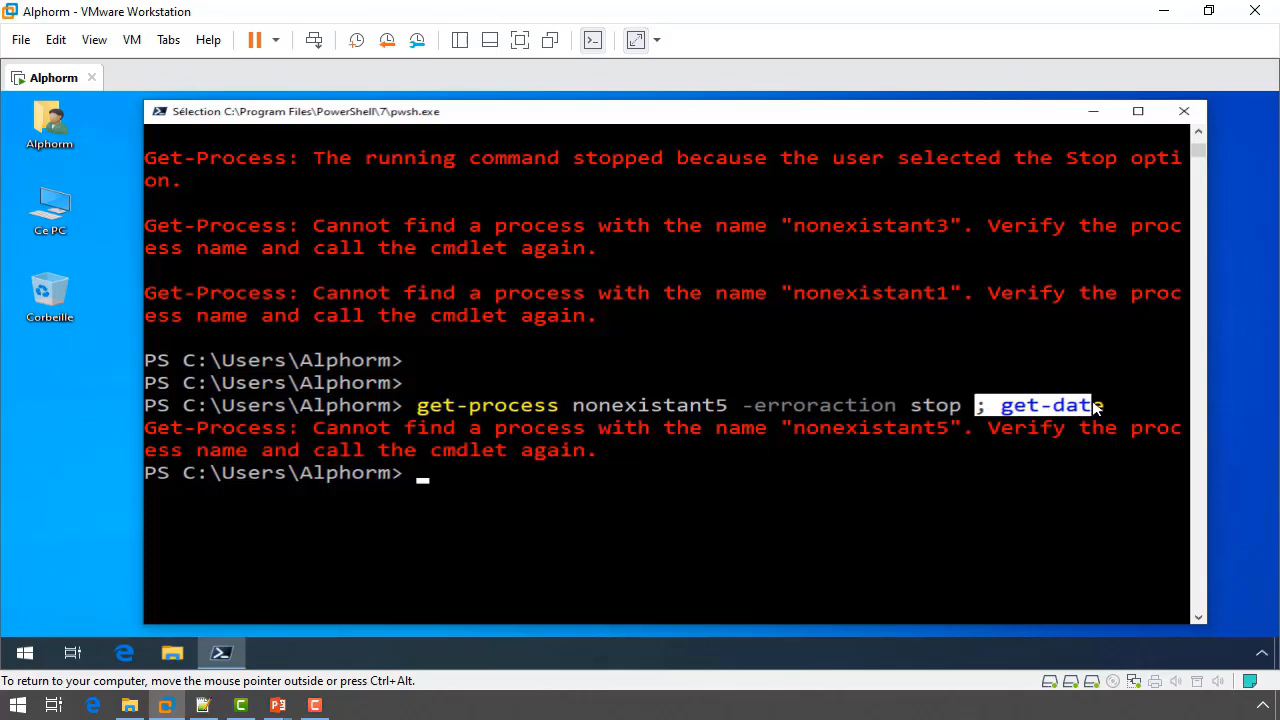 Alphorm - VMware Workstation
File Edit View VM Tabs Help
Alphorm
Sélection C:\Program Files\PowerShell\7\pwsh.exe
Alphorm
Ce PC
Corbeille
Get-Process: The running command stopped because the user selected the Stop opti
on.
Get-Process: Cannot find a process with the name "nonexistant3". Verify the proc
ess name and call the cmdlet again.
Get-Process: Cannot find a process with the name "nonexistant1". Verify the proc
ess name and call the cmdlet again.
PS C:\Users\Alphorm>
PS C:\Users\Alphorm>
PS C:\Users\Alphorm> get-process nonexistant5 -erroraction stop ; get-date
Get-Process: Cannot find a process with the name "nonexistant5". Verify the proc
ess name and call the cmdlet again.
PS C:\Users\Alphorm>
To return to your computer, move the mouse pointer outside or press Ctrl+Alt.